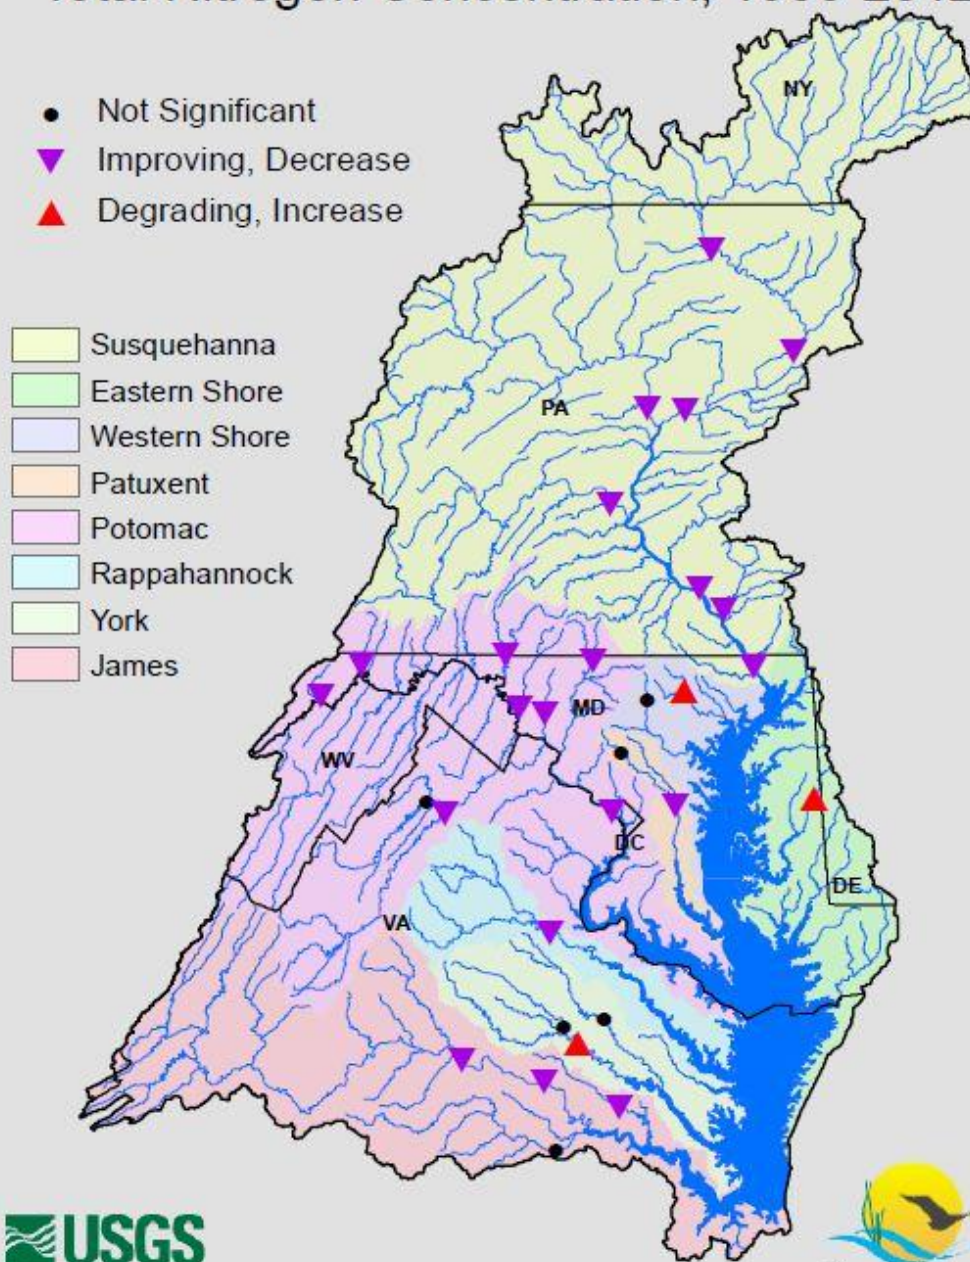 Not Significant
Improving, Decrease
Degrading, Increase
Susquehanna
Eastern Shore
Western Shore
Patuxent
Potomac
Rappahannock
York
James
NY
PA
MD
WV
DC
DE
VA
USGS